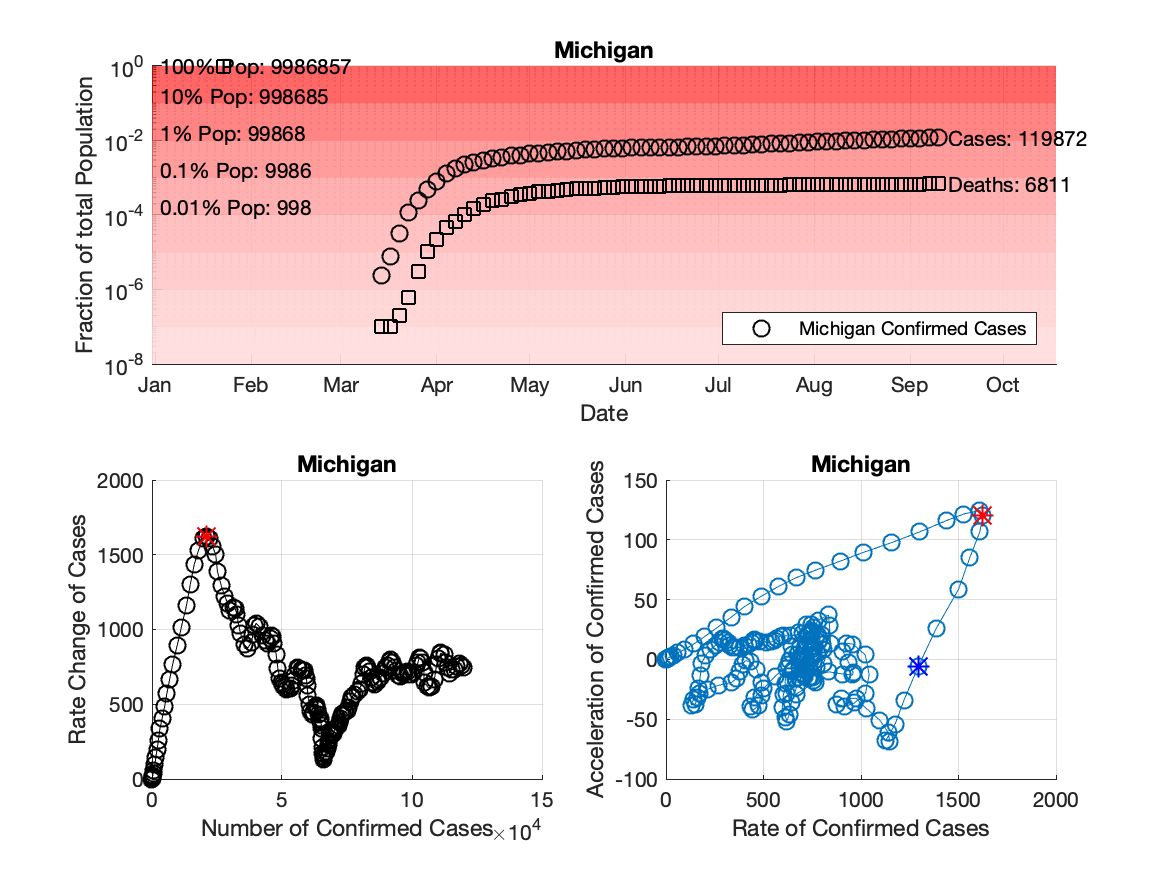 Michigan
10^0
10^-2
10^-4
10^-6
10^-8
Fraction of total Population
100% Pop: 9986857
10% Pop: 998685
1% Pop: 99868
0.1% Pop: 9986
0.01% Pop: 998
Cases: 119872
Deaths: 6811
Michigan Confirmed Cases
Jan Feb Mar Apr May Jun Jul Aug Sep Oct
Date
Michigan
2000
1500
1000
500
0
Rate Change of Cases
0 5 10 15
Number of Confirmed Cases ×10^4
Michigan
150
100
50
0
-50
-100
Acceleration of Confirmed Cases
0 500 1000 1500 2000
Rate of Confirmed Cases